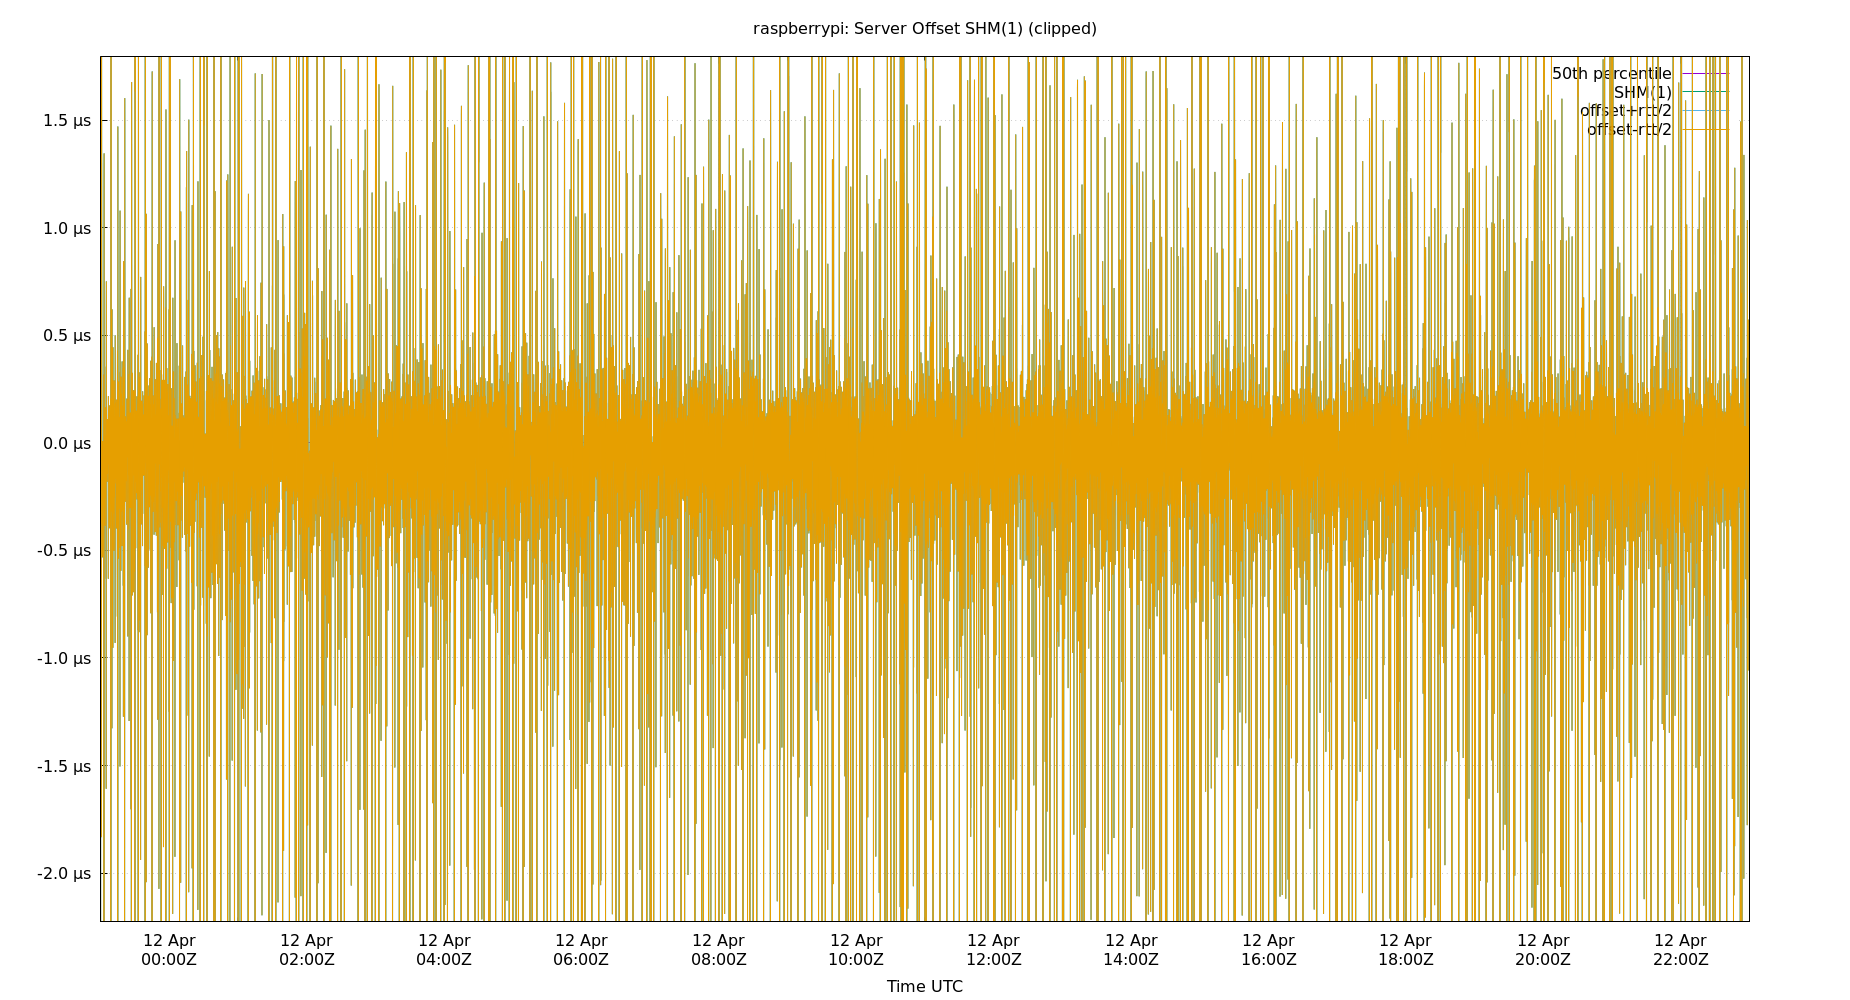 raspberrypi: Server Offset SHM(1) (clipped)
50th percentile
SHM(1)
offset+rtt/2
offset-rtt/2
1.5 µs
1.0 µs
0.5 µs
0.0 µs
-0.5 µs
-1.0 µs
-1.5 µs
-2.0 µs
12 Apr 12 Apr 12 Apr 12 Apr 12 Apr 12 Apr 12 Apr 12 Apr 12 Apr 12 Apr 12 Apr 12 Apr
00:00Z 02:00Z 04:00Z 06:00Z 08:00Z 10:00Z 12:00Z 14:00Z 16:00Z 18:00Z 20:00Z 22:00Z
Time UTC